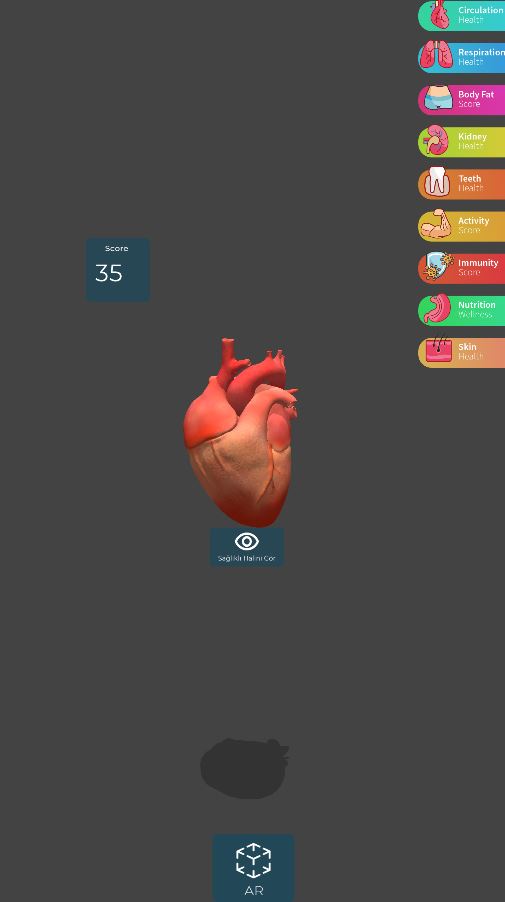 Circulation
Health
Respiration
Health
Body Fat
Score
Kidney
Health
Teeth
Health
Activity
Score
Immunity
Score
Nutrition
Wellness
Skin
Health
Score
35
Sağlıklı Halini Gör
AR